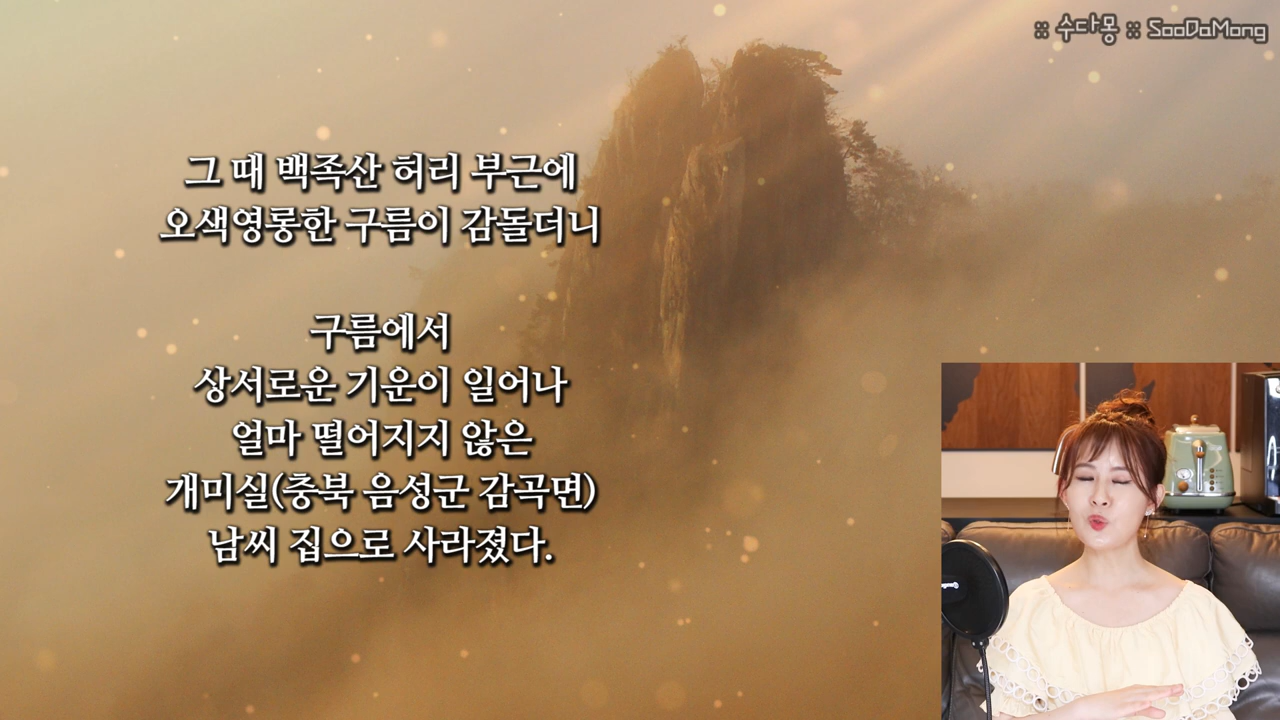 :: 수다몽 :: SooDaMong
그 때 백족산 허리 부근에
오색영롱한 구름이 감돌더니
구름에서
상서로운 기운이 일어나
얼마 떨어지지 않은
개미실(충북 음성군 감곡면)
남씨 집으로 사라졌다.